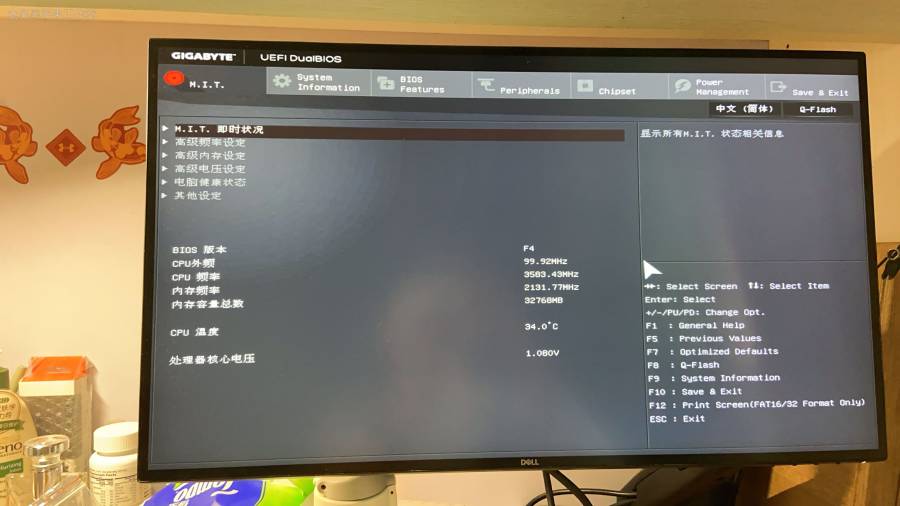 GIGABYTE™ UEFI DualBIOS
M.I.T.
System Information
BIOS Features
Peripherals
Chipset
Power Management
Save & Exit
中文 (简体) Q-Flash
M.I.T. 即时状况
高级频率设定
高级内存设定
高级电压设定
电脑健康状态
其他设定
BIOS 版本 F4
CPU外频 99.92MHz
CPU 频率 3583.43MHz
内存频率 2131.77MHz
内存容量总数 32768MB
CPU 温度 34.0°C
处理器核心电压 1.080V
显示所有M.I.T. 状态相关信息
: Select Screen ↑↓: Select Item
Enter: Select
+/-/PU/PD: Change Opt.
F1 : General Help
F5 : Previous Values
F7 : Optimized Defaults
F8 : Q-Flash
F9 : System Information
F10 : Save & Exit
F12 : Print Screen(FAT16/32 Format Only)
ESC : Exit
DELL
Tempo